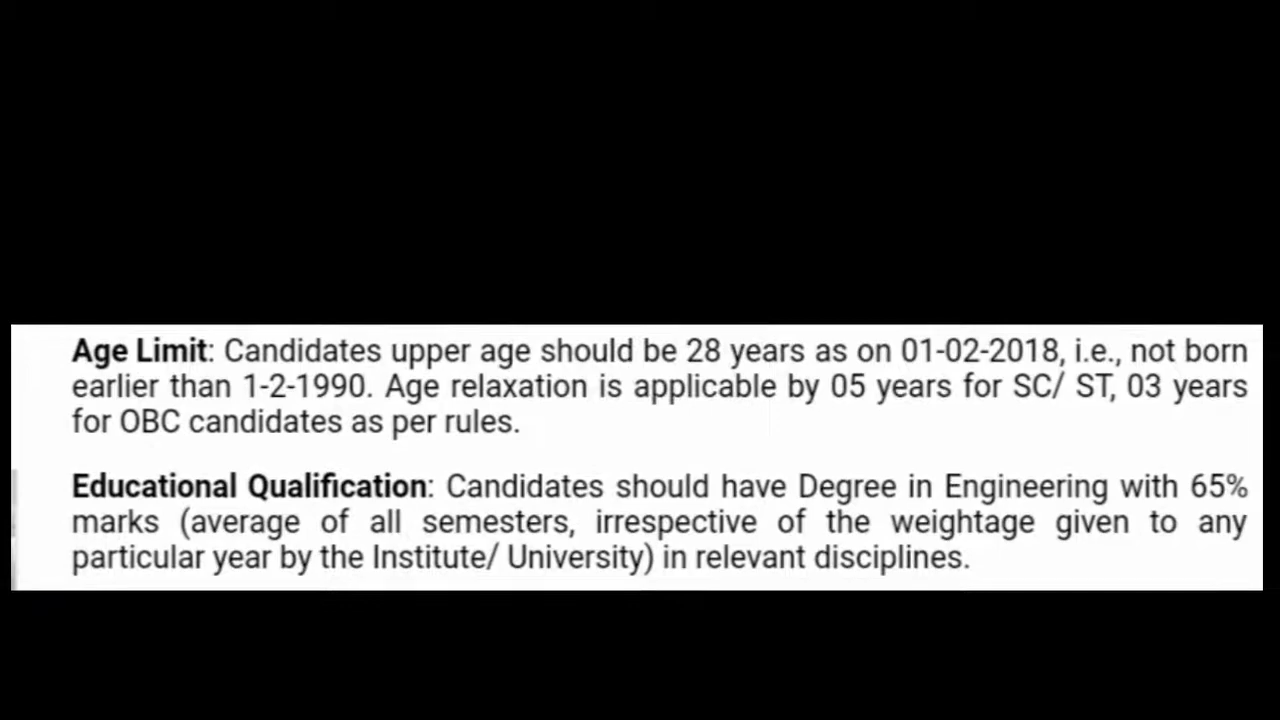 Age Limit: Candidates upper age should be 28 years as on 01-02-2018, i.e., not born
earlier than 1-2-1990. Age relaxation is applicable by 05 years for SC/ ST, 03 years
for OBC candidates as per rules.
Educational Qualification: Candidates should have Degree in Engineering with 65%
marks (average of all semesters, irrespective of the weightage given to any
particular year by the Institute/ University) in relevant disciplines.